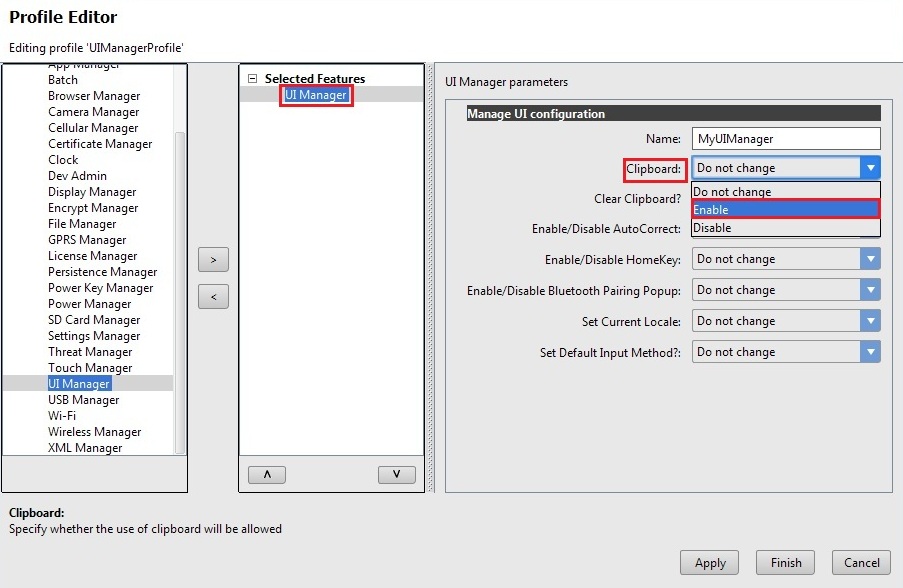 Profile Editor
Editing profile 'UIManagerProfile'
App Manager
Batch
Browser Manager
Camera Manager
Cellular Manager
Certificate Manager
Clock
Dev Admin
Display Manager
Encrypt Manager
File Manager
GPRS Manager
License Manager
Persistence Manager
Power Key Manager
Power Manager
SD Card Manager
Settings Manager
Threat Manager
Touch Manager
UI Manager
USB Manager
Wi-Fi
Wireless Manager
XML Manager
>
<
Selected Features
UI Manager
UI Manager parameters
Manage UI configuration
Name: MyUIManager
Clipboard: Do not change
Do not change
Clear Clipboard?
Enable
Enable/Disable AutoCorrect:
Disable
Enable/Disable HomeKey: Do not change
Enable/Disable Bluetooth Pairing Popup: Do not change
Set Current Locale: Do not change
Set Default Input Method?: Do not change
Clipboard:
Specify whether the use of clipboard will be allowed
Apply Finish Cancel